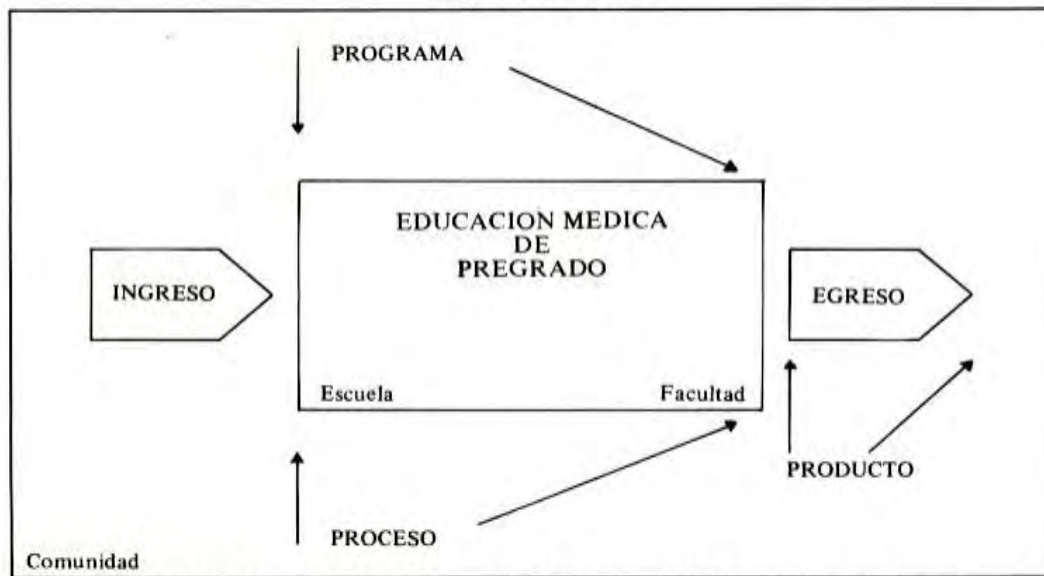 PROGRAMA
EDUCACION MEDICA
DE
PREGRADO
INGRESO
EGRESO
Escuela
Facultad
PRODUCTO
PROCESO
Comunidad